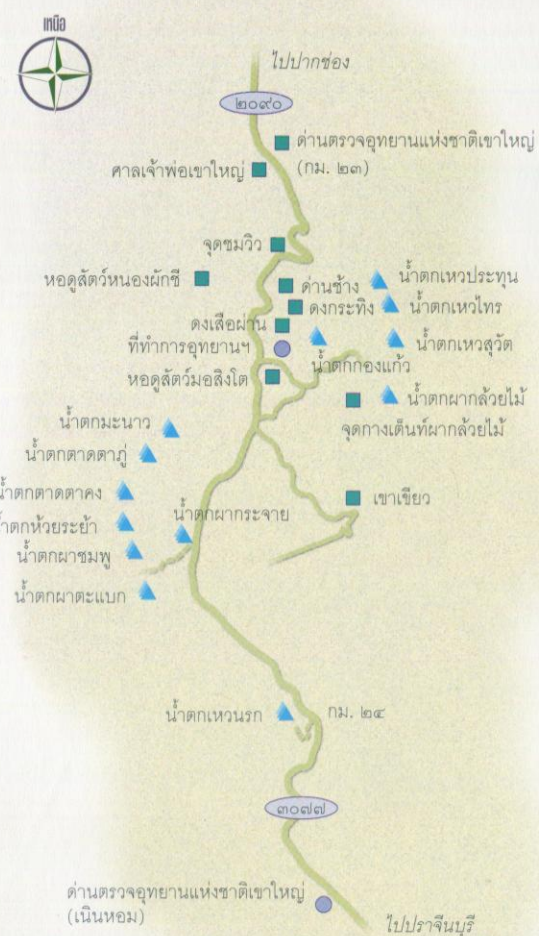 เหนือ
ไปปากช่อง
๒๐๙๐
ด่านตรวจอุทยานแห่งชาติเขาใหญ่
(กม. ๒๓)
ศาลเจ้าพ่อเขาใหญ่
จุดชมวิว
หอดูสัตว์หนองผักชี
ด่านช้าง
น้ำตกเหวประทุน
ดงกระทิง
น้ำตกเหวไทร
ดงเสือผ่าน
ที่ทำการอุทยานฯ
น้ำตกเหวสุวัต
น้ำตกกองแก้ว
หอดูสัตว์มอสิงโต
น้ำตกผากล้วยไม้
จุดกางเต็นท์ผากล้วยไม้
น้ำตกมะนาว
น้ำตกตาดตาภู่
น้ำตกตาดตาคง
เขาเขียว
น้ำตกผากระจาย
น้ำตกห้วยระย้า
น้ำตกผาชมพู
น้ำตกผาตะแบก
น้ำตกเหวนรก
กม. ๒๔
๓๐๗๗
ด่านตรวจอุทยานแห่งชาติเขาใหญ่
(เนินหอม)
ไปปราจีนบุรี